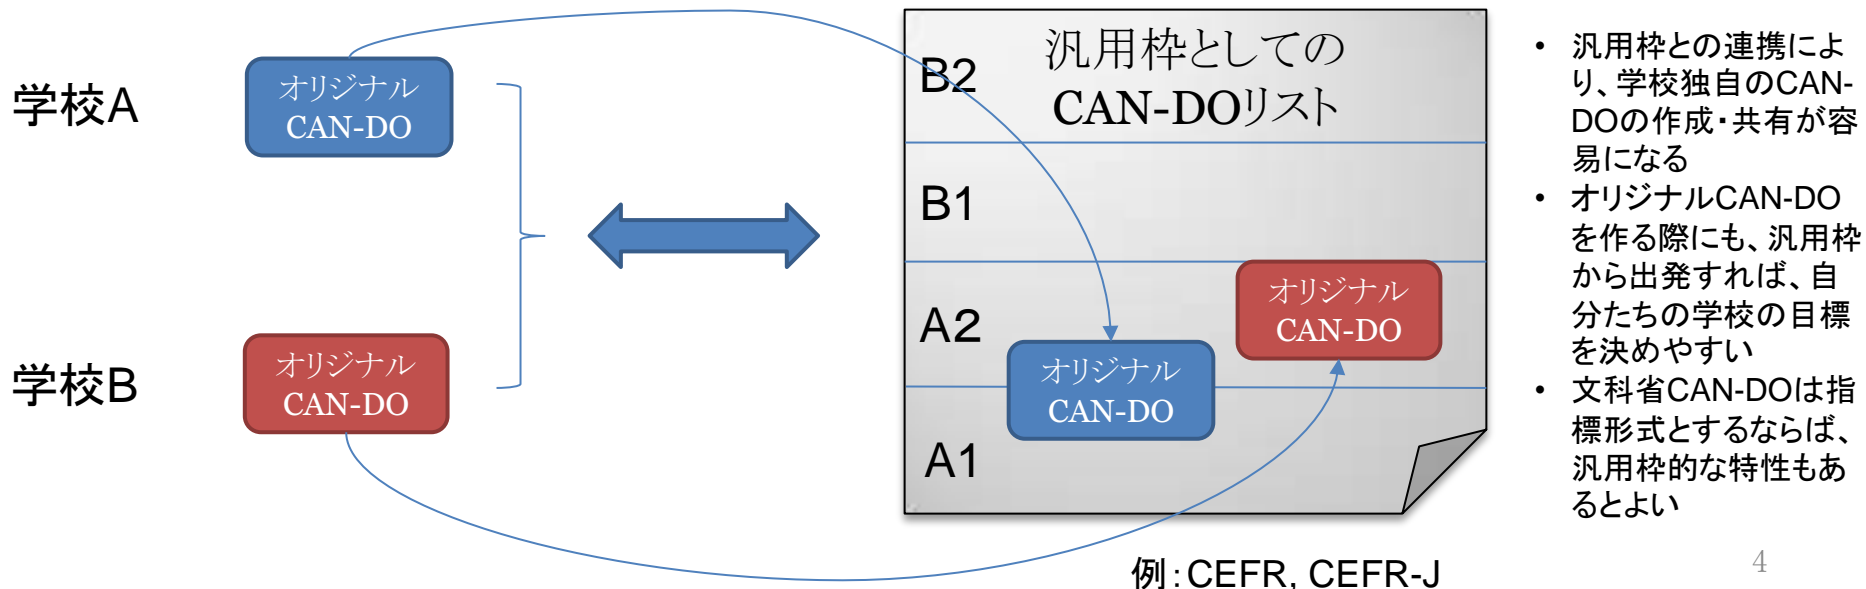 学校A
オリジナル
CAN-DO
学校B
オリジナル
CAN-DO
汎用枠としての
CAN-DOリスト
B2
B1
A2
A1
オリジナル
CAN-DO
オリジナル
CAN-DO
例：CEFR, CEFR-J
• 汎用枠との連携によ
り、学校独自のCAN-
DOの作成・共有が容
易になる
• オリジナルCAN-DO
を作る際にも、汎用枠
から出発すれば、自
分たちの学校の目標
を決めやすい
• 文科省CAN-DOは指
標形式とするならば、
汎用枠的な特性もあ
るとよい
4